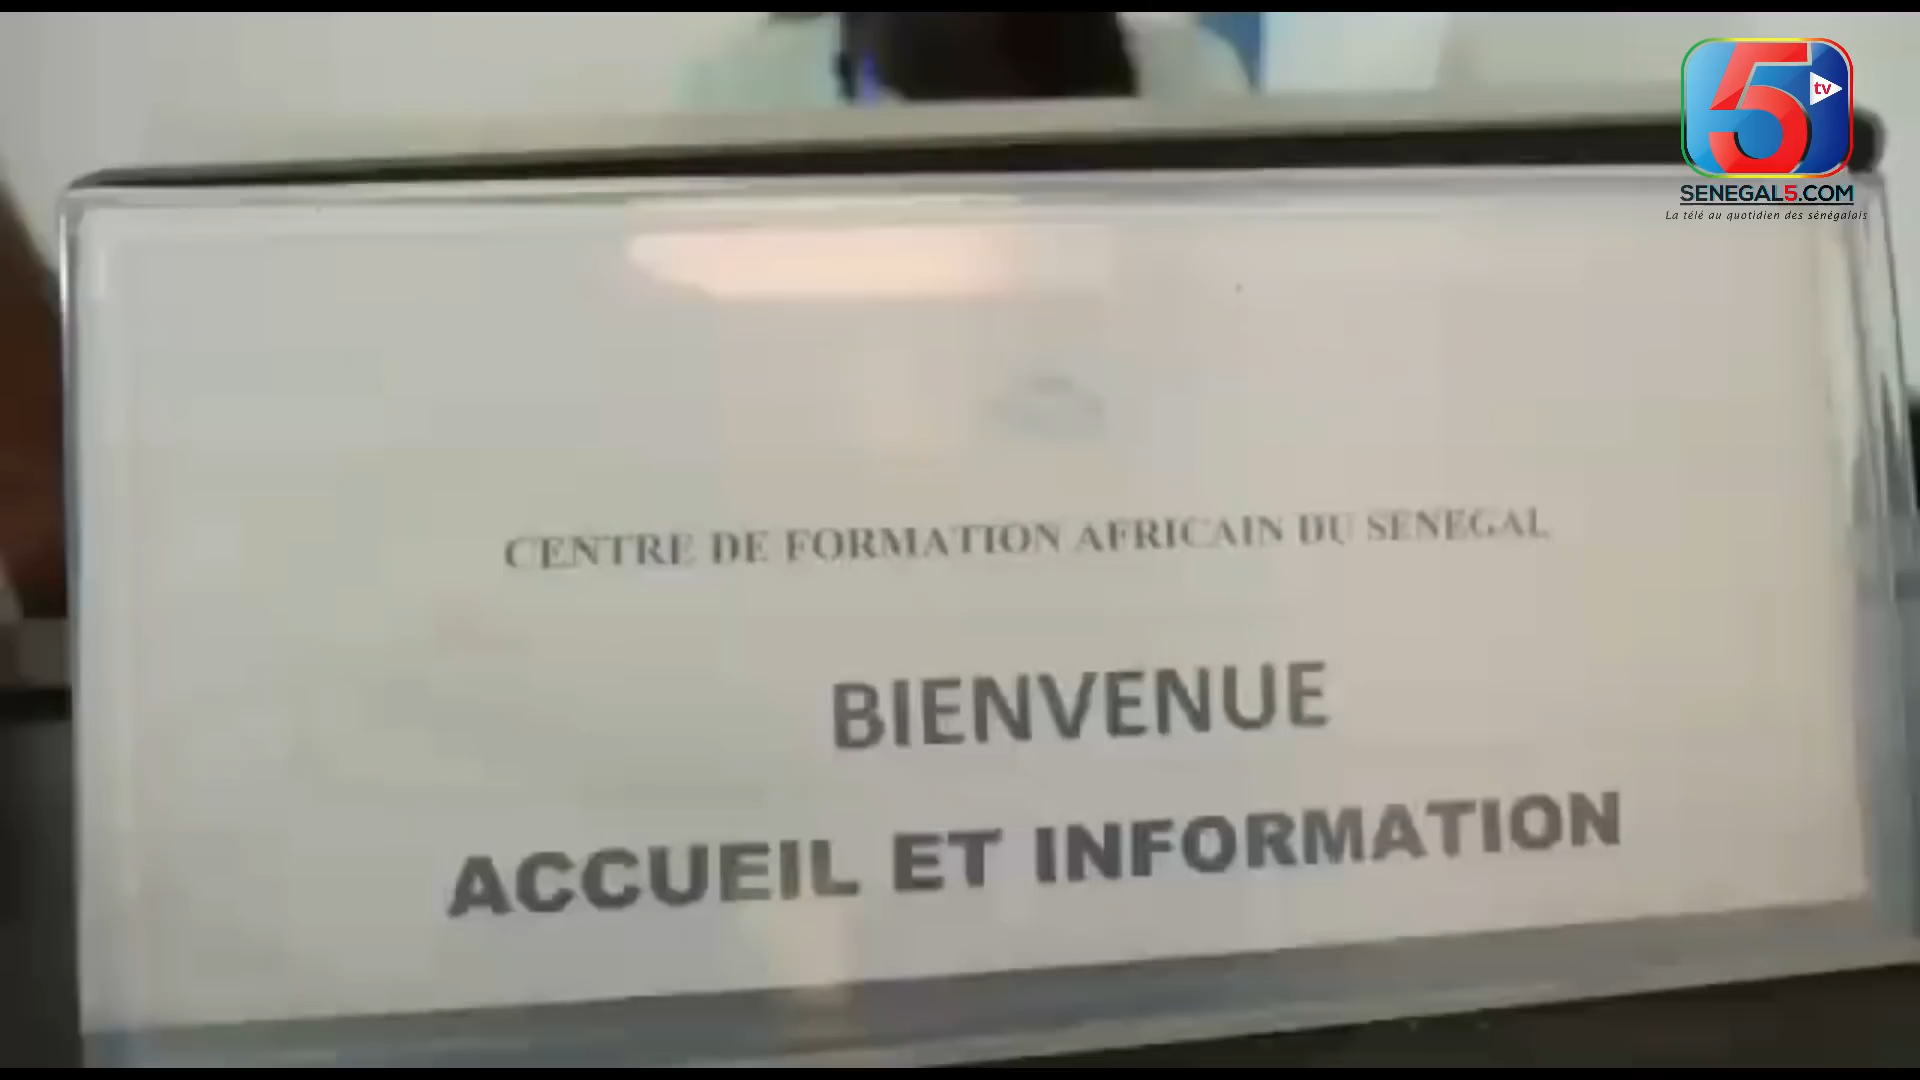 5
tv
SENEGAL5.COM
La télé au quotidien des sénégalais
CENTRE DE FORMATION AFRICAIN DU SENEGAL
BIENVENUE
ACCUEIL ET INFORMATION